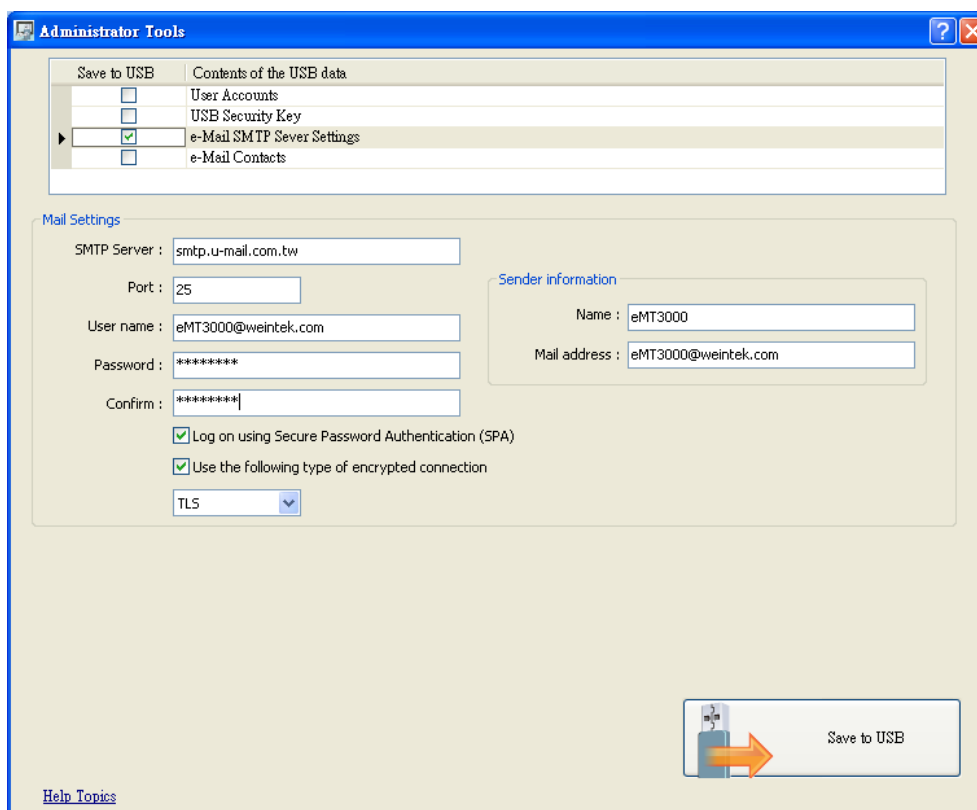 Administrator Tools
Save to USB Contents of the USB data
User Accounts
USB Security Key
e-Mail SMTP Sever Settings
e-Mail Contacts
Mail Settings
SMTP Server : smtp.u-mail.com.tw
Port : 25
User name : eMT3000@weintek.com
Password : ********
Confirm : ********
Log on using Secure Password Authentication (SPA)
Use the following type of encrypted connection
TLS
Sender information
Name : eMT3000
Mail address : eMT3000@weintek.com
Save to USB
Help Topics